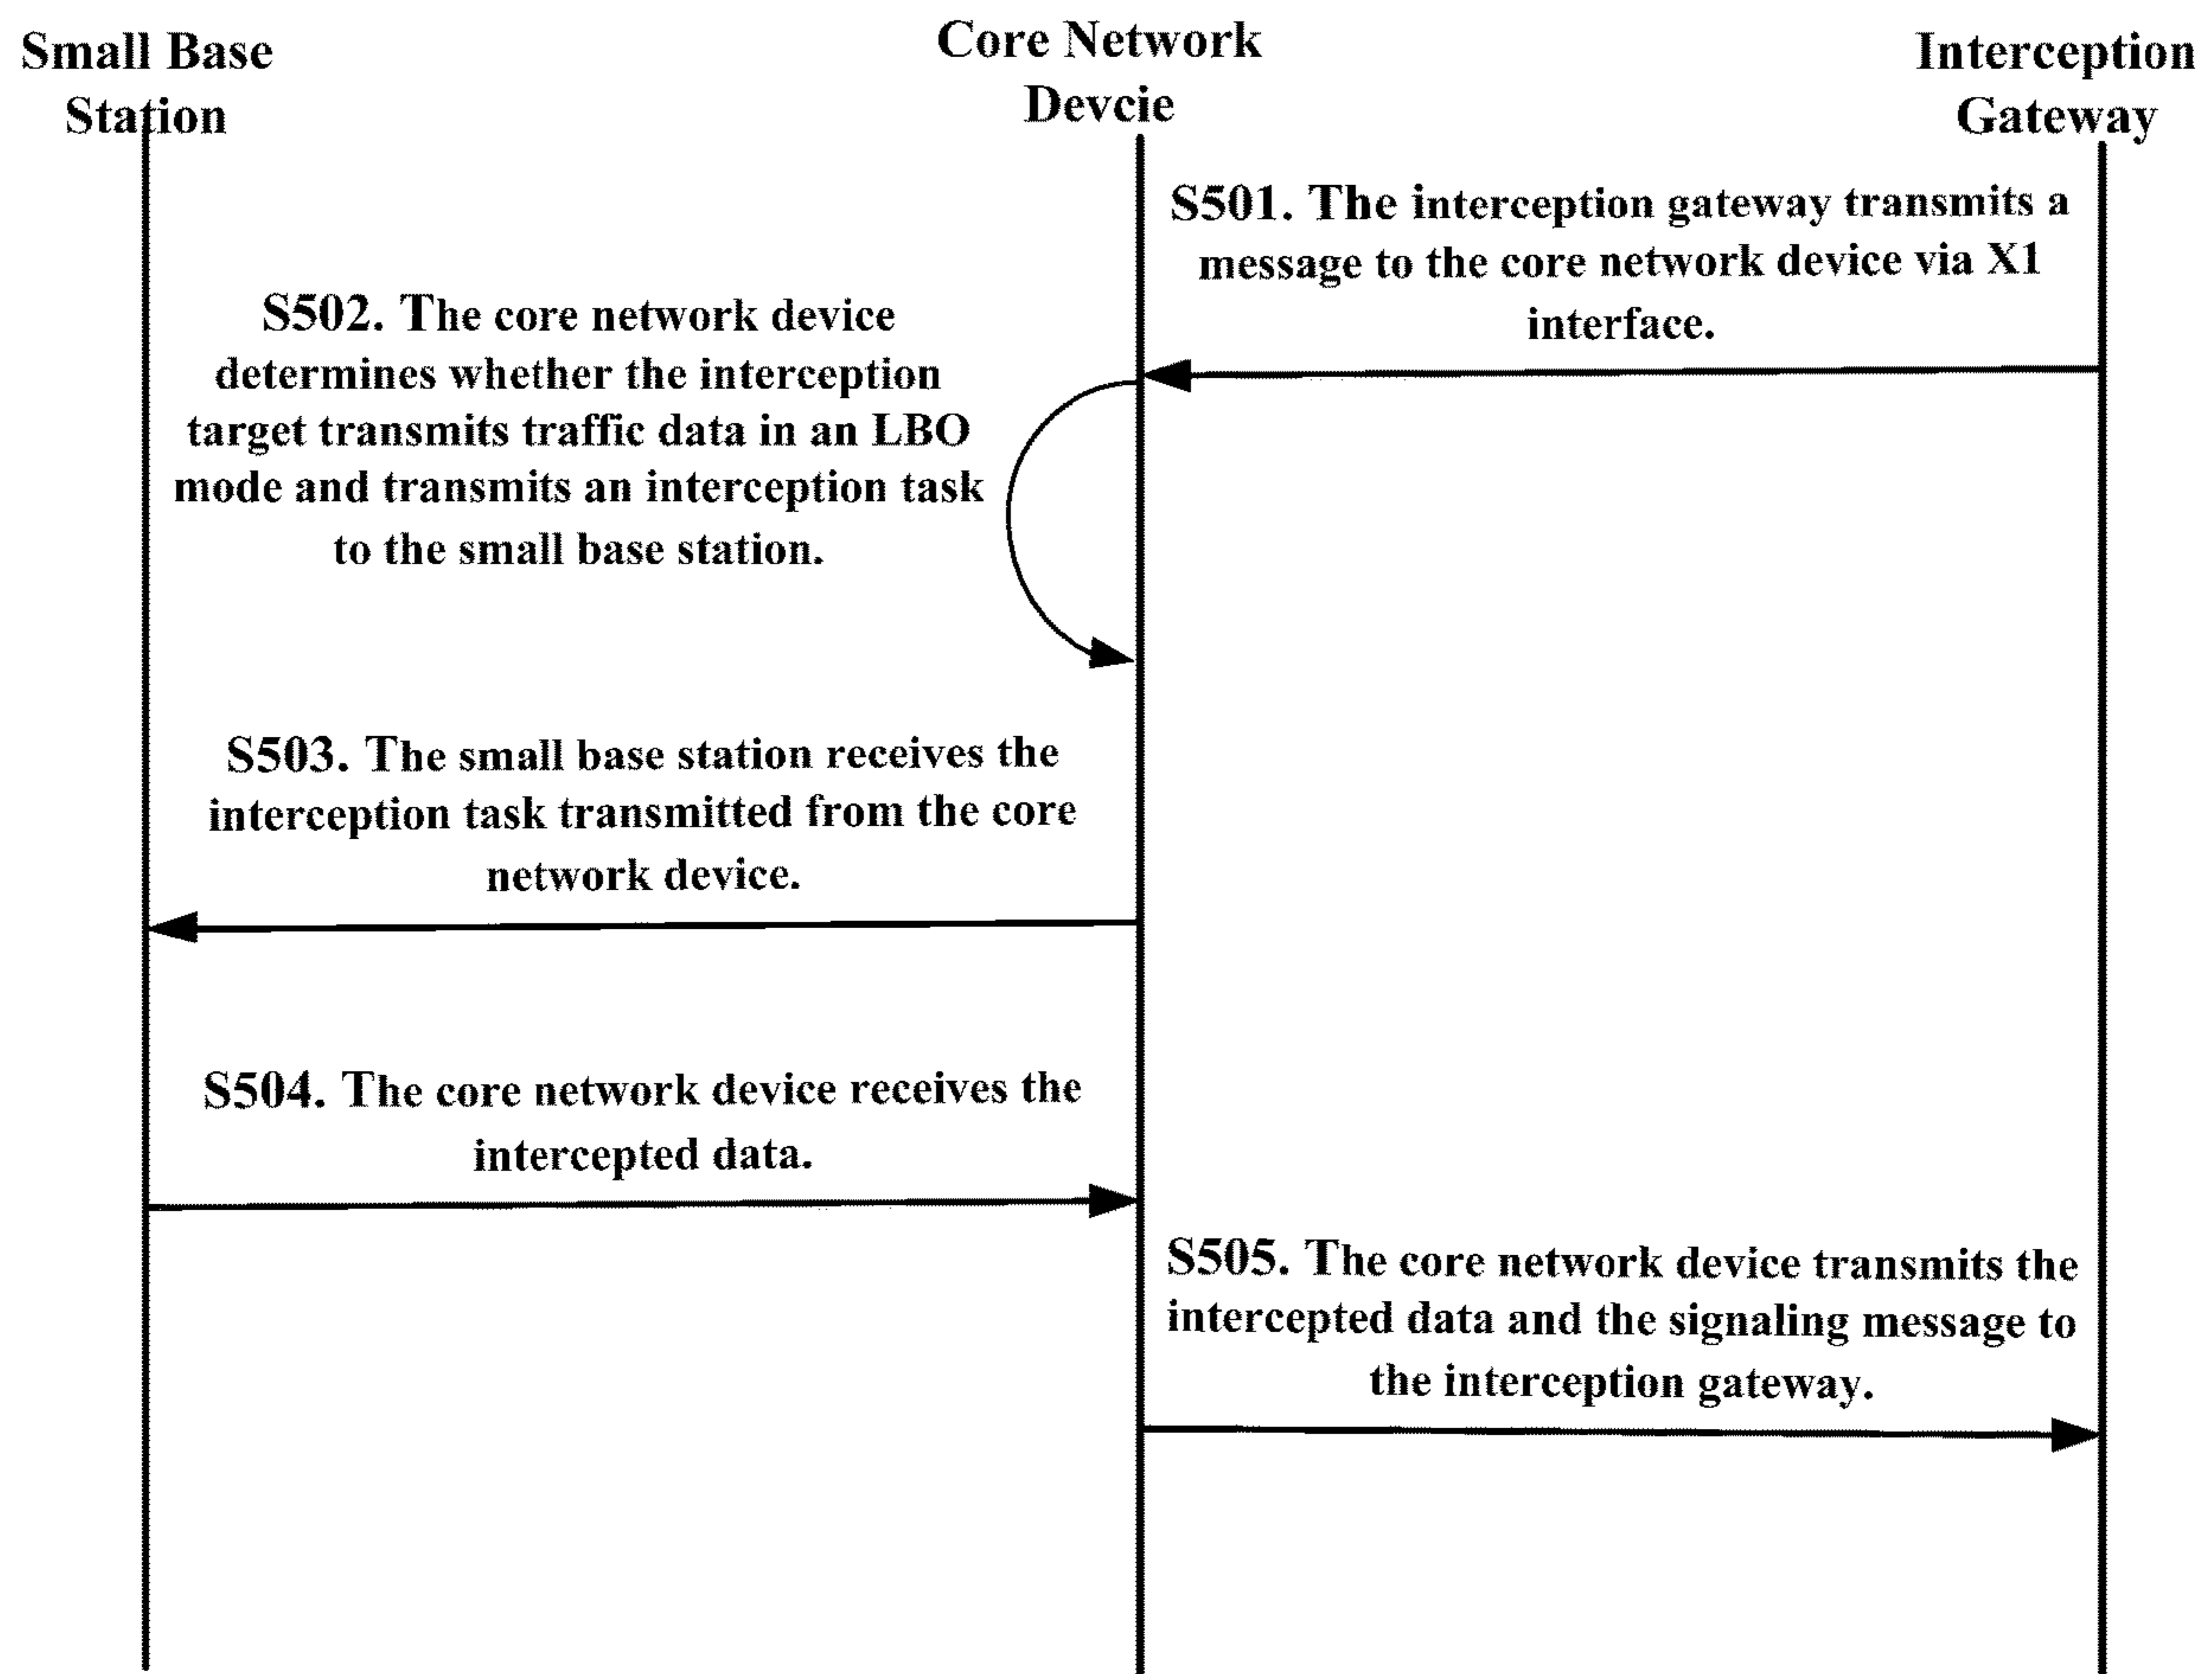 Small Base
Station
Core Network
Devcie
Interception
Gateway
S501. The interception gateway transmits a
message to the core network device via X1
interface.
S502. The core network device
determines whether the interception
target transmits traffic data in an LBO
mode and transmits an interception task
to the small base station.
S503. The small base station receives the
interception task transmitted from the core
network device.
S504. The core network device receives the
intercepted data.
S505. The core network device transmits the
intercepted data and the signaling message to
the interception gateway.